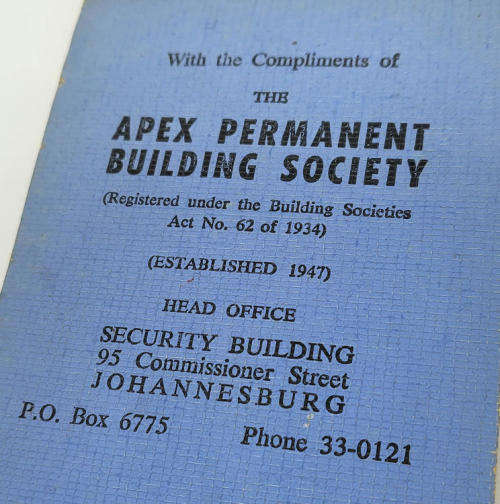 With the Compliments of
THE
APEX PERMANENT
BUILDING SOCIETY
(Registered under the Building Societies
Act No. 62 of 1934)
(ESTABLISHED 1947)
HEAD OFFICE
SECURITY BUILDING
95 Commissioner Street
JOHANNESBURG
P.O. Box 6775 Phone 33-0121